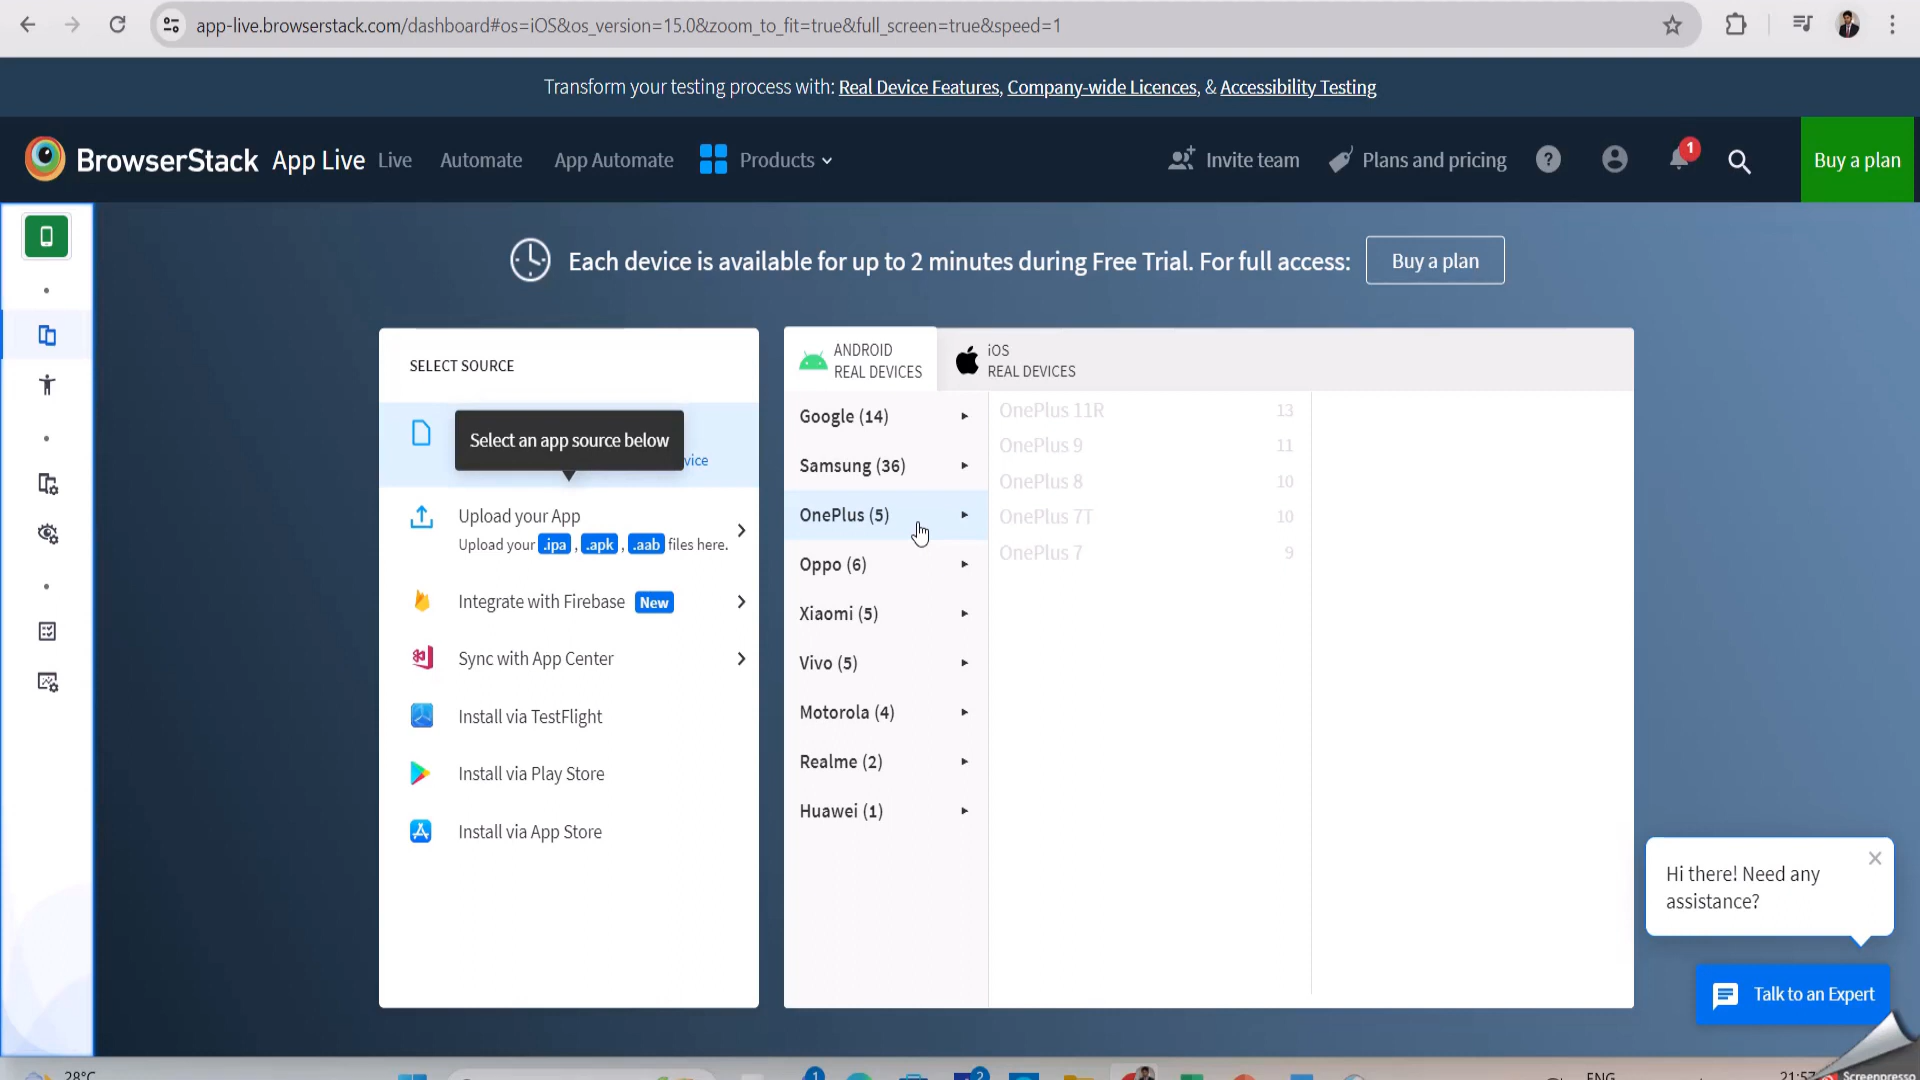 app-live.browserstack.com/dashboard#os=iOS&os_version=15.0&zoom_to_fit=true&full_screen=true&speed=1
Transform your testing process with: Real Device Features, Company-wide Licences, & Accessibility Testing
BrowserStack App Live Live Automate App Automate Products Invite team Plans and pricing ? 1 Buy a plan
Each device is available for up to 2 minutes during Free Trial. For full access: Buy a plan
SELECT SOURCE
Select an app source below
vice
Upload your App
Upload your .ipa , .apk , .aab files here.
Integrate with Firebase New
Sync with App Center
Install via TestFlight
Install via Play Store
Install via App Store
ANDROID
REAL DEVICES
iOS
REAL DEVICES
Google (14)
Samsung (36)
OnePlus (5)
Oppo (6)
Xiaomi (5)
Vivo (5)
Motorola (4)
Realme (2)
Huawei (1)
OnePlus 11R 13
OnePlus 9 11
OnePlus 8 10
OnePlus 7T 10
OnePlus 7 9
Hi there! Need any
assistance?
Talk to an Expert
28°C
1
2
ENG
21:57
Screenpresso